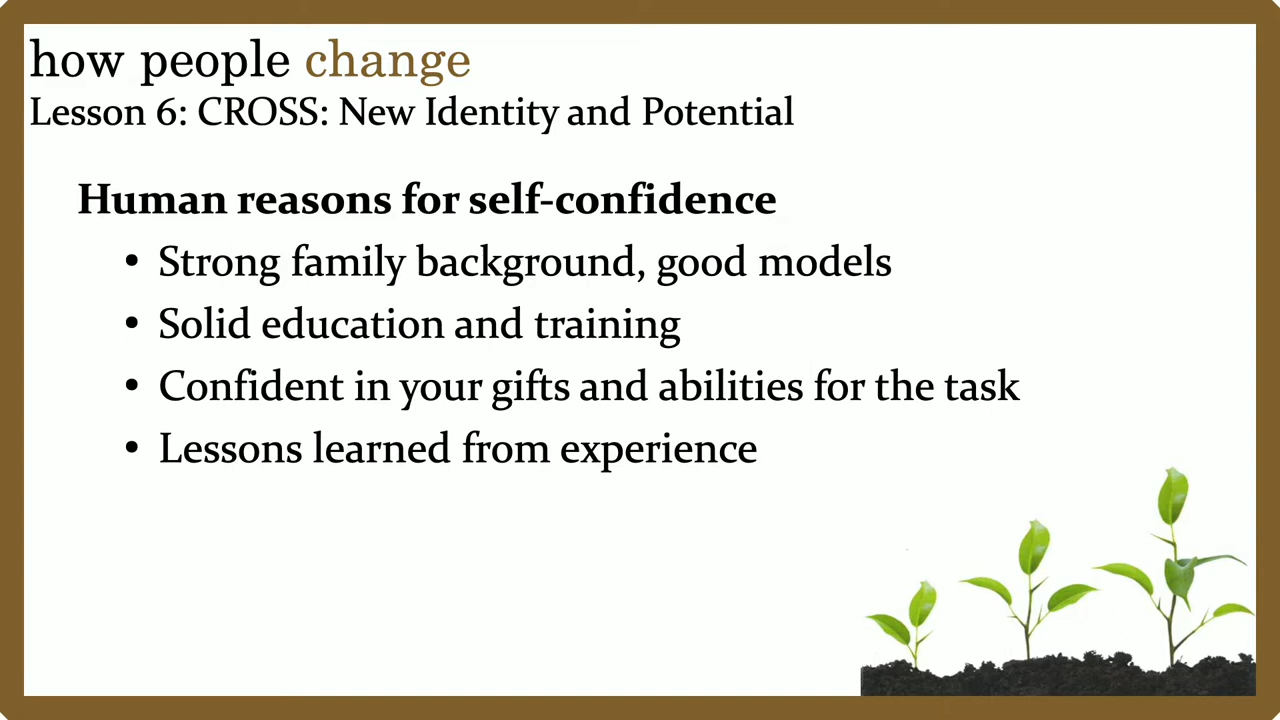 how people change
Lesson 6: CROSS: New Identity and Potential
Human reasons for self-confidence
• Strong family background, good models
• Solid education and training
• Confident in your gifts and abilities for the task
• Lessons learned from experience